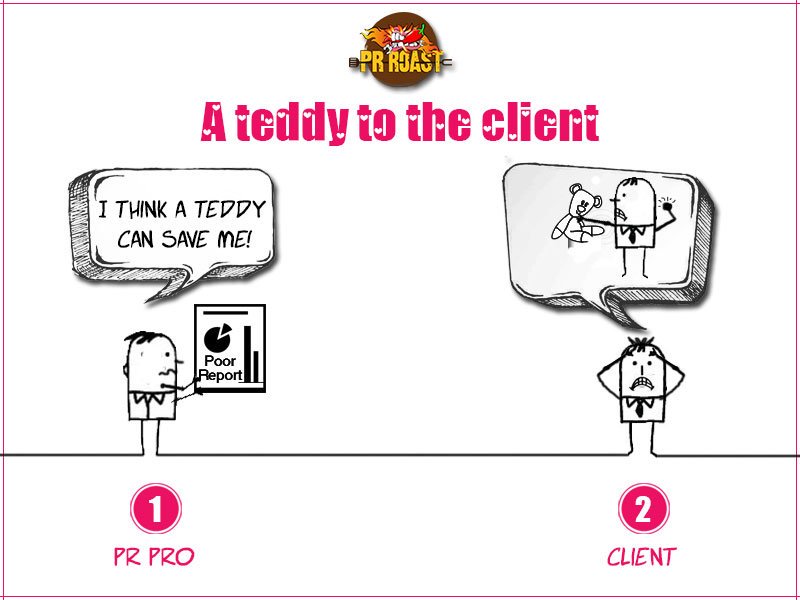 PR ROAST
A teddy to the client
I THINK A TEDDY
CAN SAVE ME!
Poor
Report
1
PR PRO
2
CLIENT